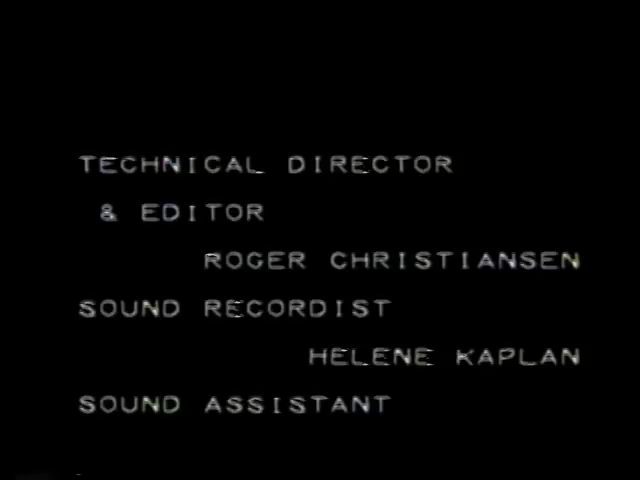 TECHNICAL DIRECTOR
& EDITOR
ROGER CHRISTIANSEN
SOUND RECORDIST
HELENE KAPLAN
SOUND ASSISTANT